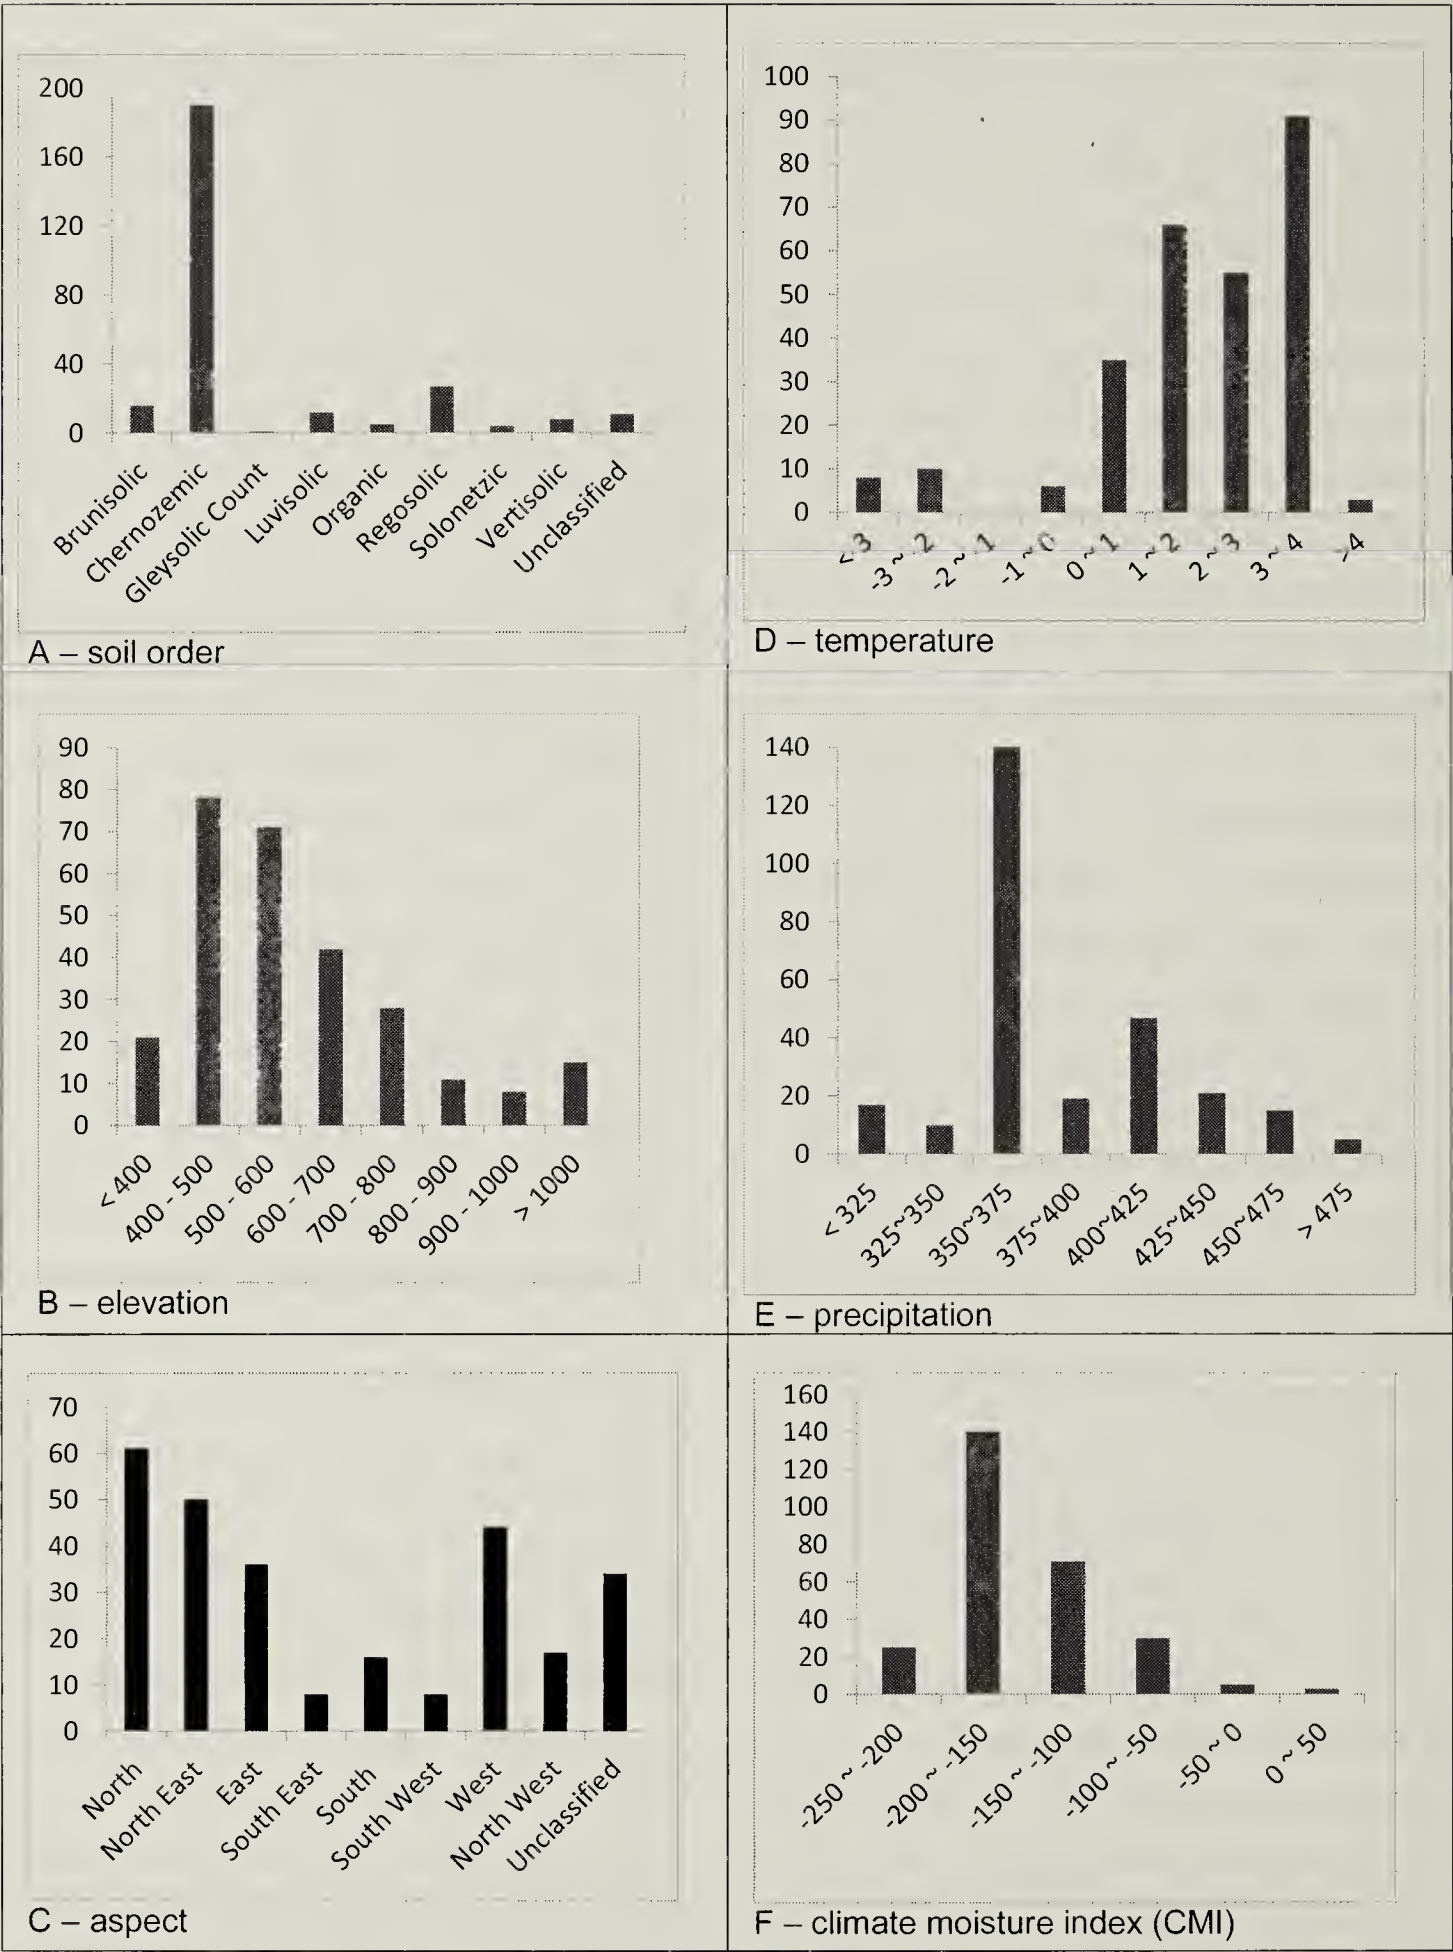 200
160
120
80
40
0
Brunisolic
Chernozemic
Gleysolic Count
Luvisolic
Organic
Regosolic
Solonetzic
Vertisolic
Unclassified
A – soil order
100
90
80
70
60
50
40
30
20
10
0
-3 ~ -2
-2 ~ -1
-1 ~ 0
0 ~ 1
1 ~ 2
2 ~ 3
3 ~ 4
>4
D – temperature
90
80
70
60
50
40
30
20
10
0
< 400
400 - 500
500 - 600
600 - 700
700 - 800
800 - 900
900 - 1000
> 1000
B – elevation
140
120
100
80
60
40
20
0
< 325
325~350
350~375
375~400
400~425
425~450
450~475
> 475
E – precipitation
70
60
50
40
30
20
10
0
North
North East
East
South East
South
South West
West
North West
Unclassified
C – aspect
160
140
120
100
80
60
40
20
0
-250 ~ -200
-200 ~ -150
-150 ~ -100
-100 ~ -50
-50 ~ 0
0 ~ 50
F – climate moisture index (CMI)